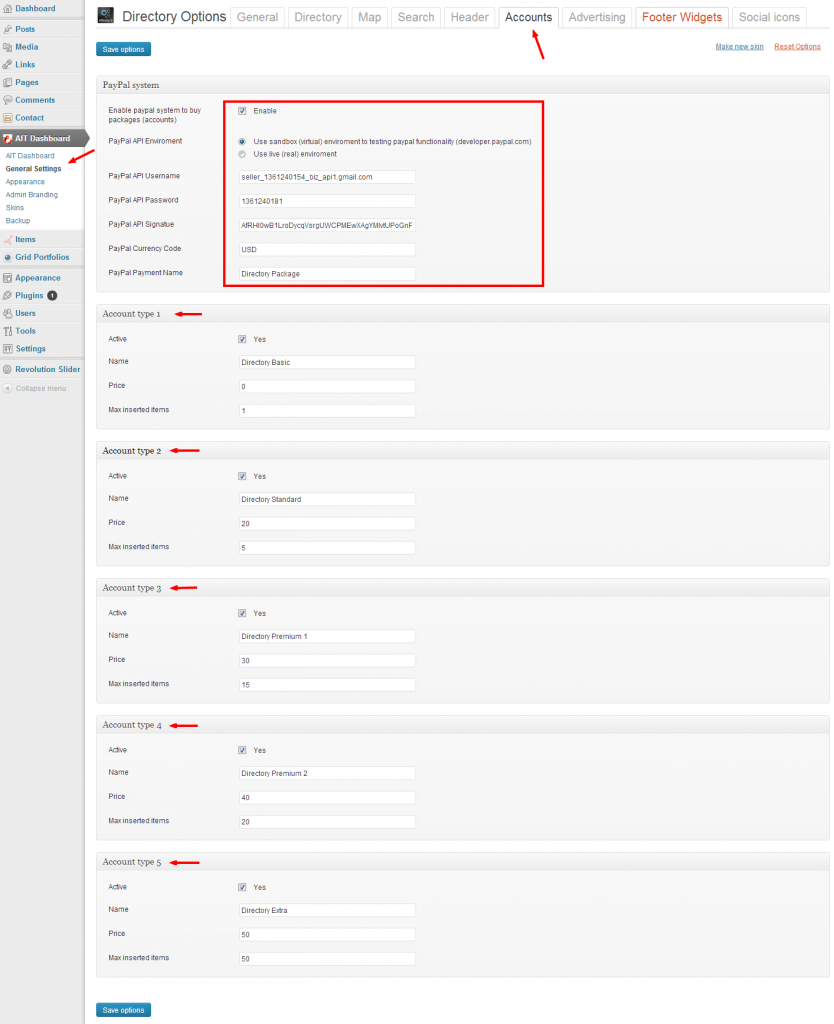 Dashboard
Posts
Media
Links
Pages
Comments
Contact
AIT Dashboard
AIT Dashboard
General Settings
Appearance
Admin Branding
Skins
Backup
Items
Grid Portfolios
Appearance
Plugins 1
Users
Tools
Settings
Revolution Slider
Collapse menu
Directory Options General Directory Map Search Header Accounts Advertising Footer Widgets Social icons
Save options Make new skin Reset Options
PayPal system
Enable paypal system to buy
packages (accounts)
Enable
PayPal API Enviroment
Use sandbox (virtual) enviroment to testing paypal functionality (developer.paypal.com)
Use live (real) enviroment
PayPal API Username seller_1361240154_biz_api1.gmail.com
PayPal API Password 1361240181
PayPal API Signatue
PayPal Currency Code USD
PayPal Payment Name Directory Package
Account type 1
Active Yes
Name Directory Basic
Price 0
Max inserted items 1
Account type 2
Active Yes
Name Directory Standard
Price 20
Max inserted items 5
Account type 3
Active Yes
Name Directory Premium 1
Price 30
Max inserted items 15
Account type 4
Active Yes
Name Directory Premium 2
Price 40
Max inserted items 20
Account type 5
Active Yes
Name Directory Extra
Price 50
Max inserted items 50
Save options